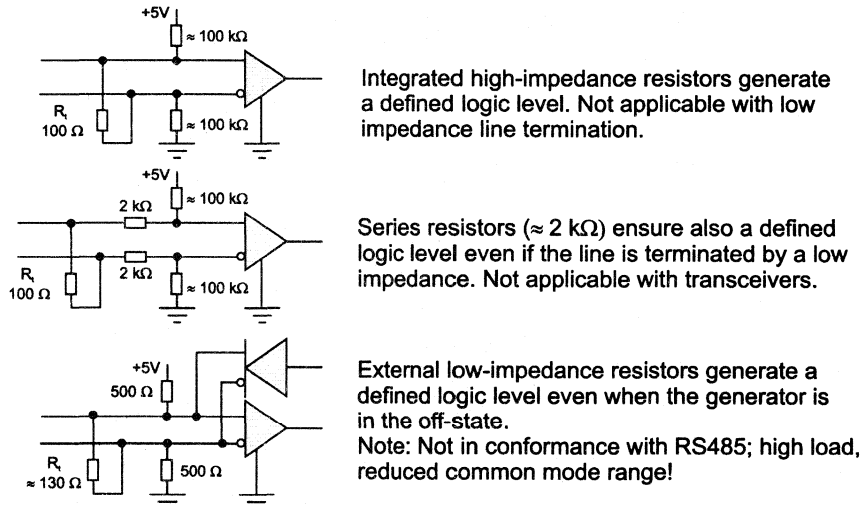 +5V
≈ 100 kΩ
Rₜ
100 Ω
≈ 100 kΩ
Integrated high-impedance resistors generate
a defined logic level. Not applicable with low
impedance line termination.
+5V
2 kΩ
≈ 100 kΩ
2 kΩ
Rₜ
100 Ω
≈ 100 kΩ
Series resistors (≈ 2 kΩ) ensure also a defined
logic level even if the line is terminated by a low
impedance. Not applicable with transceivers.
+5V
500 Ω
Rₜ
≈ 130 Ω
500 Ω
External low-impedance resistors generate a
defined logic level even when the generator is
in the off-state.
Note: Not in conformance with RS485; high load,
reduced common mode range!